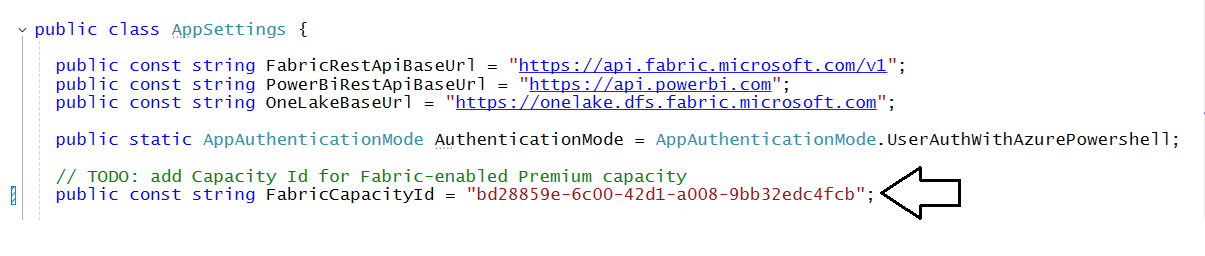 public class AppSettings {
public const string FabricRestApiBaseUrl = "https://api.fabric.microsoft.com/v1";
public const string PowerBiRestApiBaseUrl = "https://api.powerbi.com";
public const string OneLakeBaseUrl = "https://onelake.dfs.fabric.microsoft.com";
public static AppAuthenticationMode AuthenticationMode = AppAuthenticationMode.UserAuthWithAzurePowershell;
// TODO: add Capacity Id for Fabric-enabled Premium capacity
public const string FabricCapacityId = "bd28859e-6c00-42d1-a008-9bb32edc4fcb";